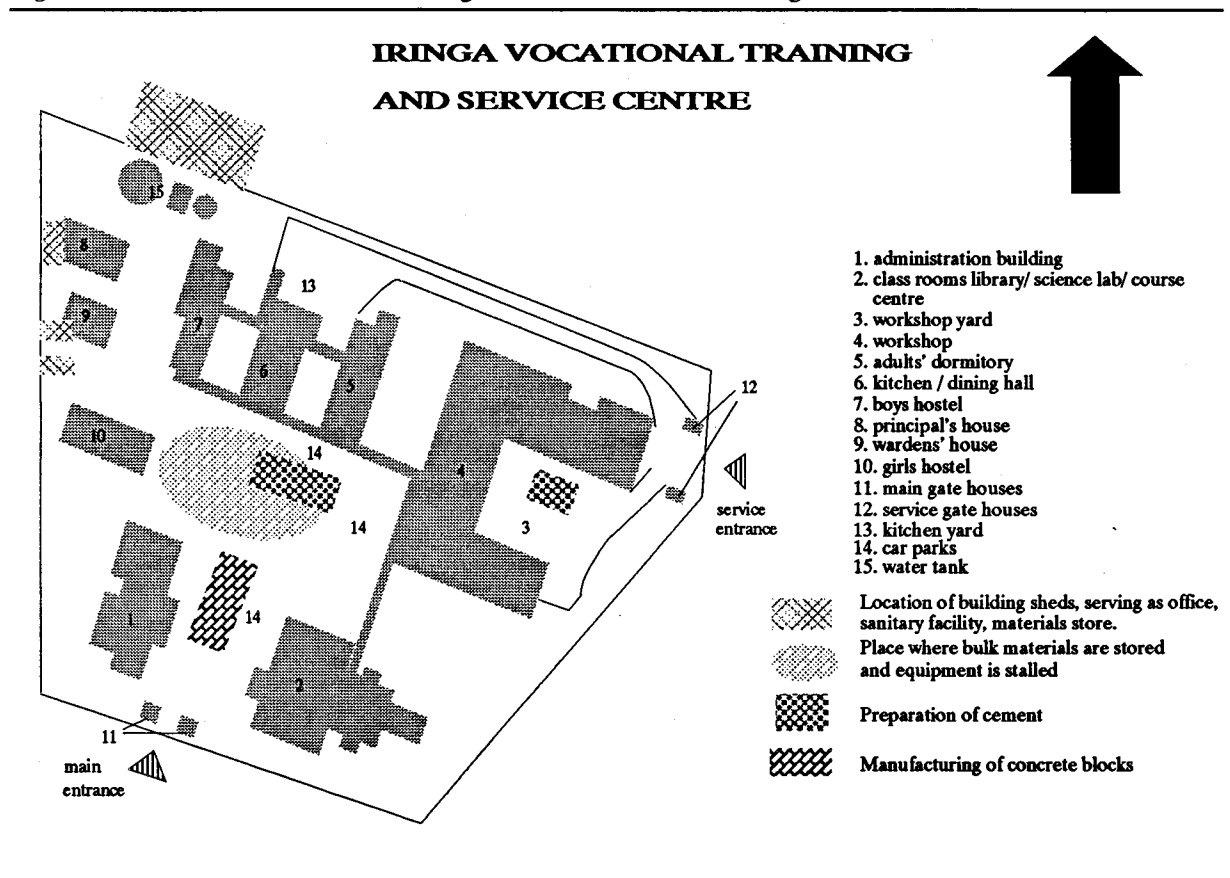 IRINGA VOCATIONAL TRAINING
AND SERVICE CENTRE
15
8
13
9
7
6
5
12
10
14
4
service
entrance
14
3
1
14
2
11
main
entrance
1. administration building
2. class rooms library/ science lab/ course
centre
3. workshop yard
4. workshop
5. adults' dormitory
6. kitchen / dining hall
7. boys hostel
8. principal's house
9. wardens' house
10. girls hostel
11. main gate houses
12. service gate houses
13. kitchen yard
14. car parks
15. water tank
Location of building sheds, serving as office,
sanitary facility, materials store.
Place where bulk materials are stored
and equipment is stalled
Preparation of cement
Manufacturing of concrete blocks